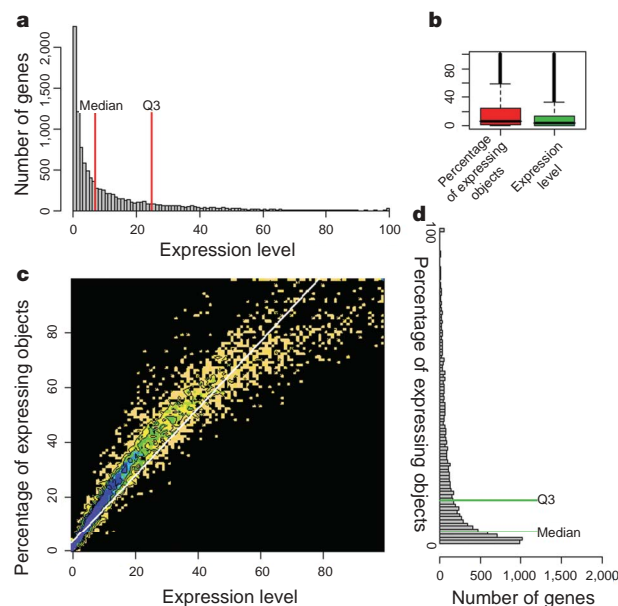 a
Number of genes
2,000
1,500
1,000
500
0
Median
Q3
0 20 40 60 80 100
Expression level
b
80
40
0
Percentage
of expressing
objects
Expression
level
c
Percentage of expressing objects
80
60
40
20
0
0 20 40 60 80
Expression level
d
100
Percentage of expressing objects
0
Q3
Median
0 500 1,000 1,500 2,000
Number of genes